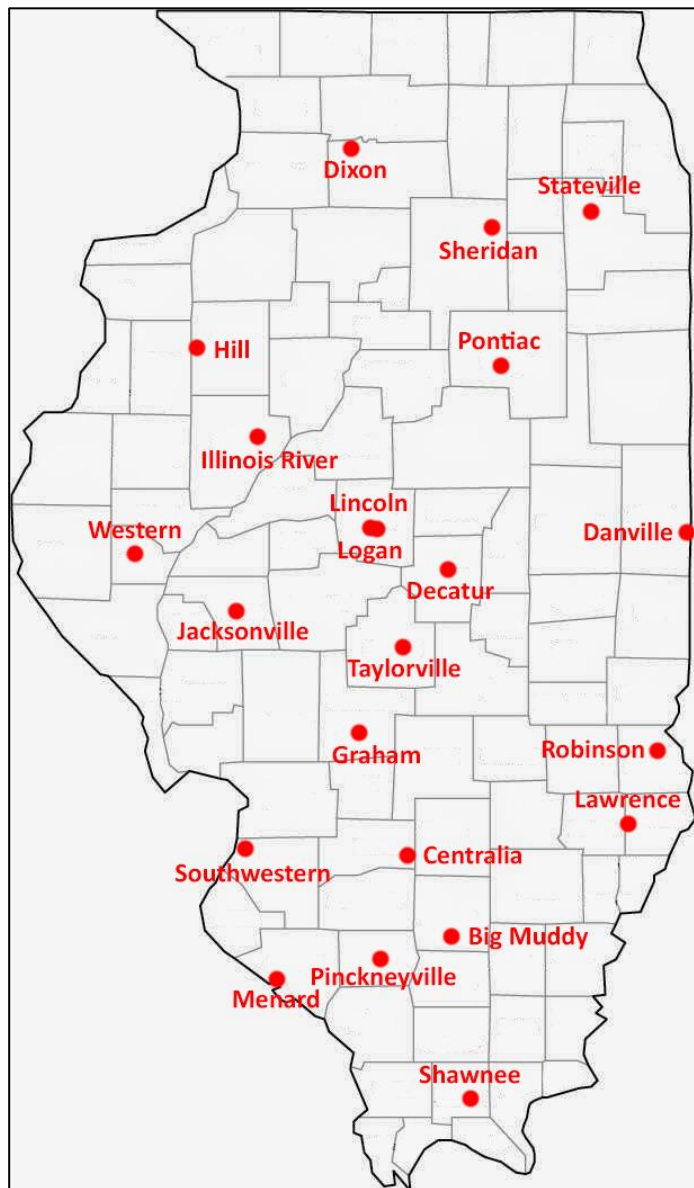 Dixon
Stateville
Sheridan
Pontiac
Hill
Illinois River
Lincoln
Logan
Western
Danville
Decatur
Jacksonville
Taylorville
Graham
Robinson
Lawrence
Southwestern
Centralia
Big Muddy
Pinckneyville
Menard
Shawnee